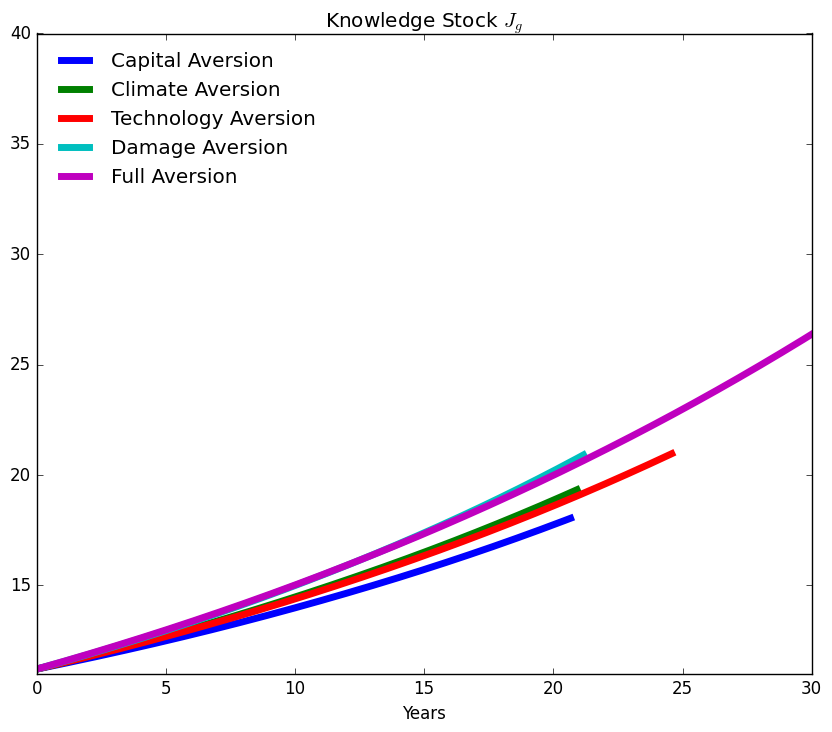 Knowledge Stock J_g
40
35
30
25
20
15
Capital Aversion
Climate Aversion
Technology Aversion
Damage Aversion
Full Aversion
0 5 10 15 20 25 30
Years